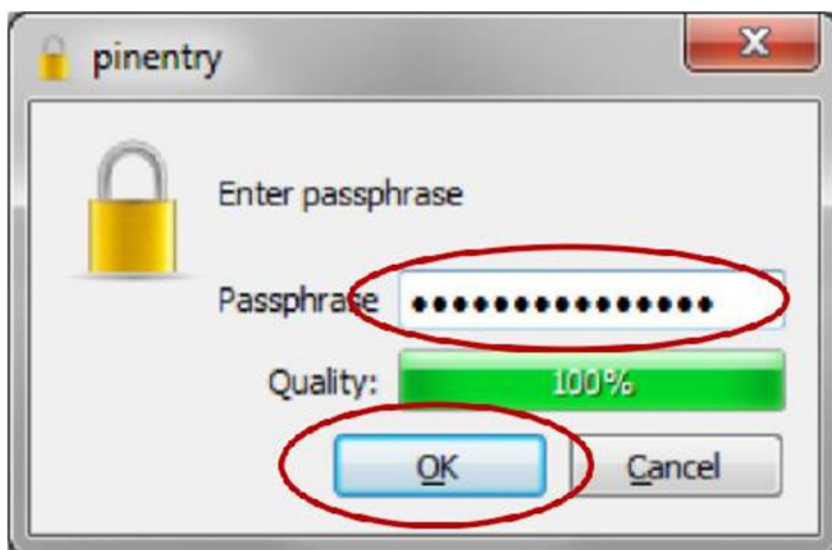 pinentry
Enter passphrase
Passphrase ●●●●●●●●●●●●●●●
Quality: 100%
OK Cancel